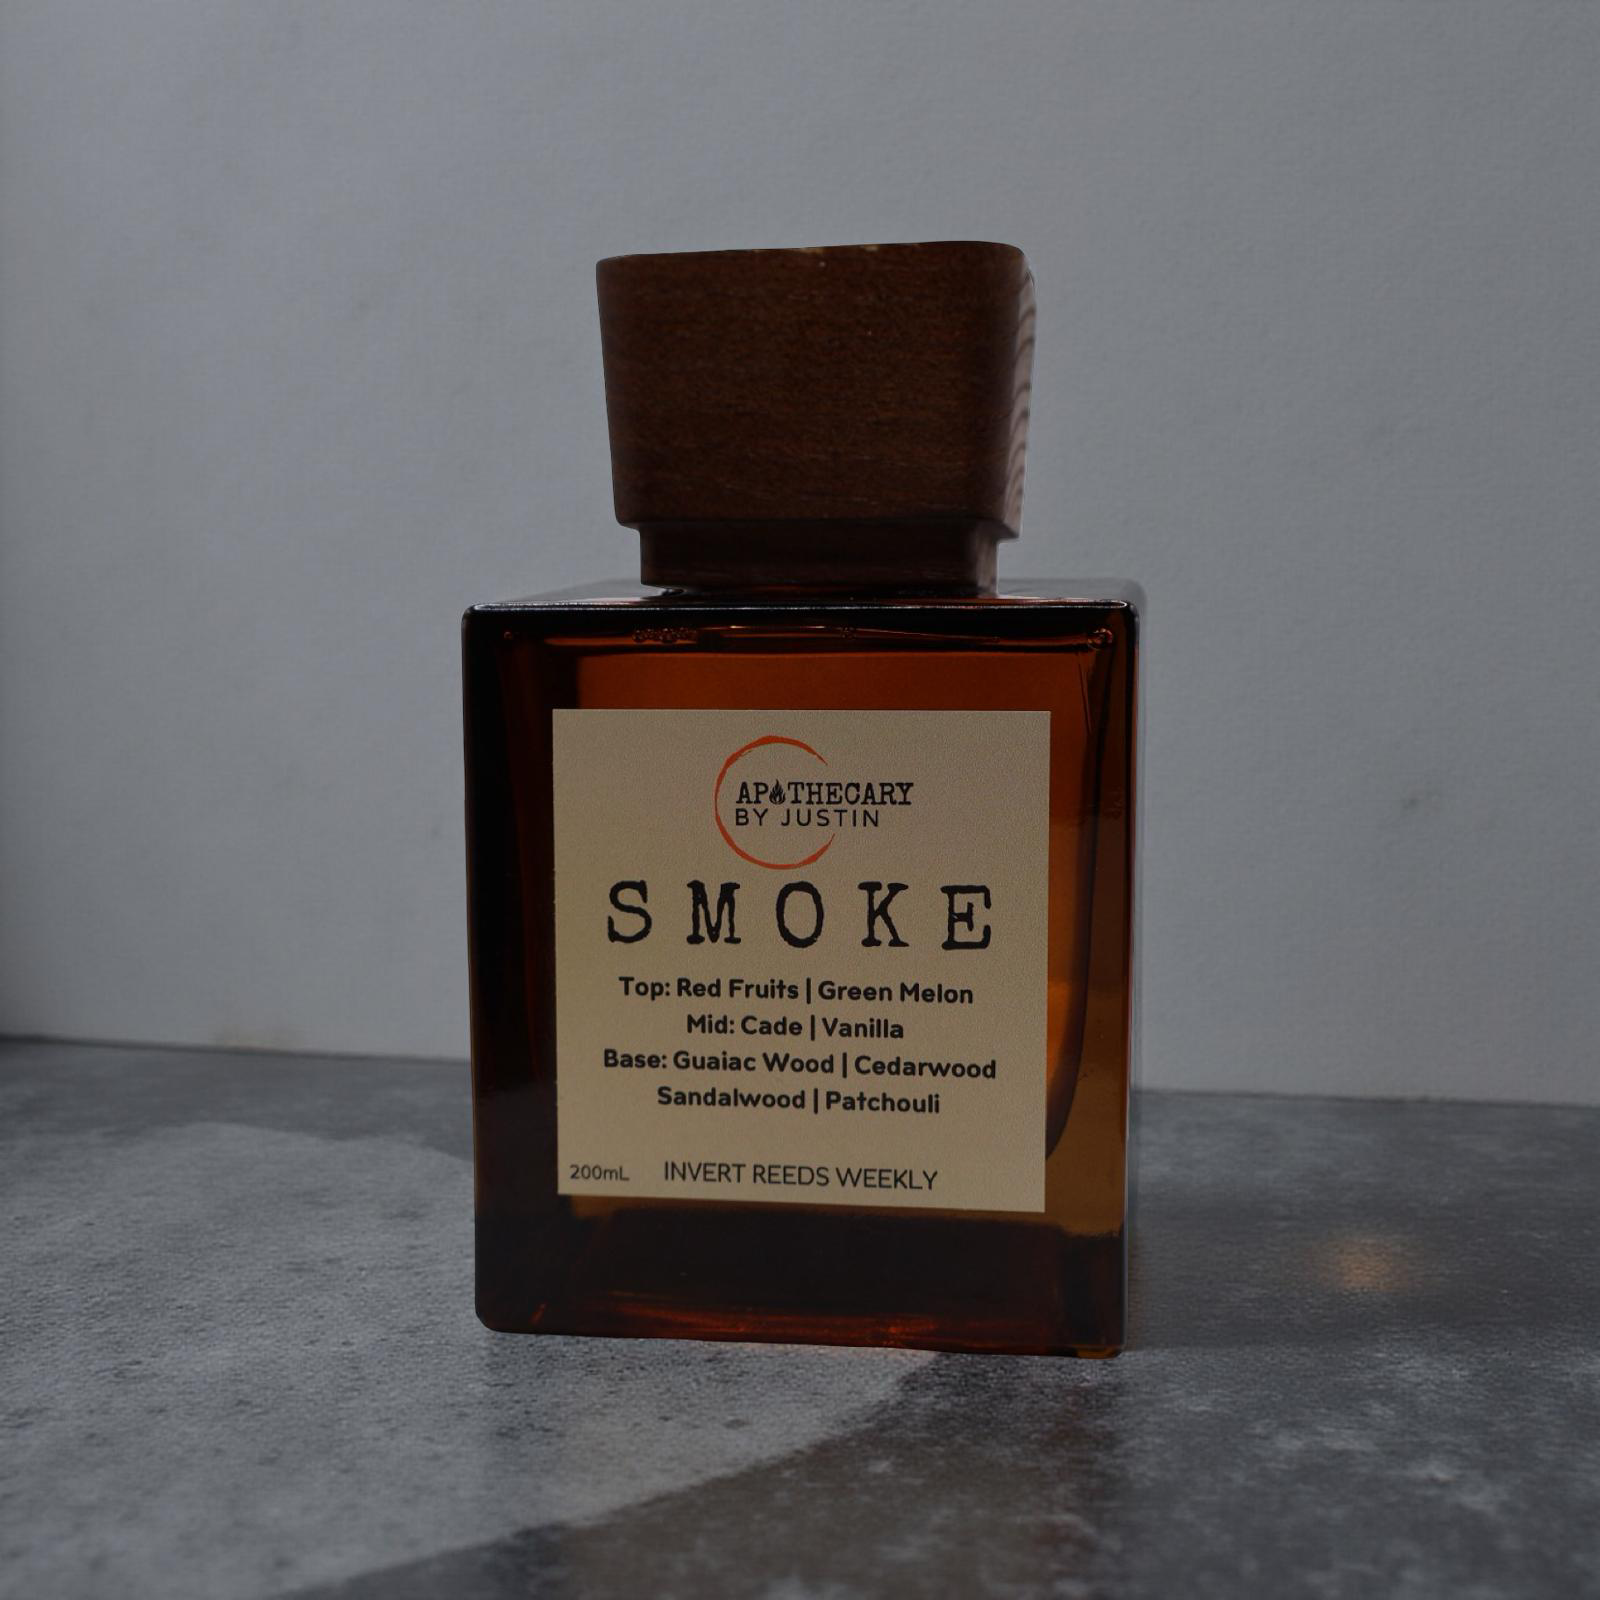 APOTHECARY
BY JUSTIN
SMOKE
Top: Red Fruits | Green Melon
Mid: Cade | Vanilla
Base: Guaiac Wood | Cedarwood
Sandalwood | Patchouli
200mL INVERT REEDS WEEKLY